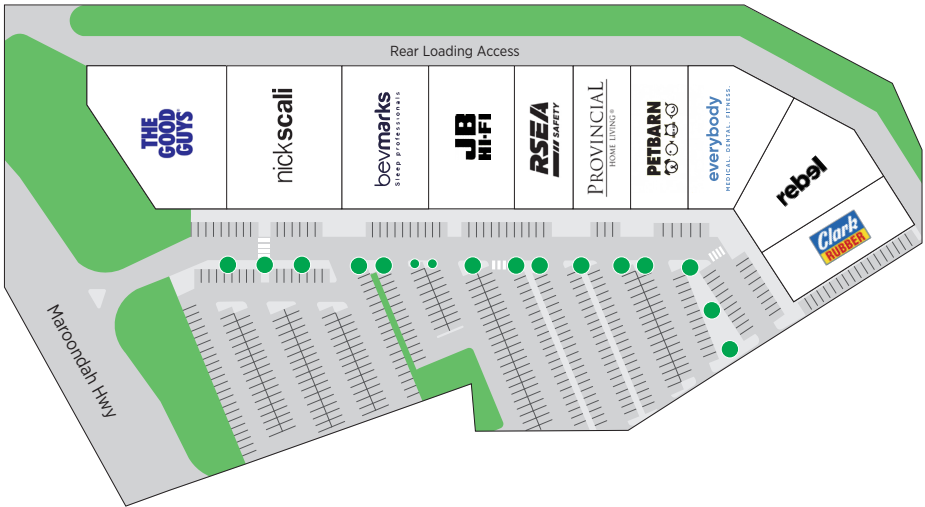 Rear Loading Access
THE
GOOD
GUYS
nickscali
bevmarks
Sleep professionals
JB
HI-FI
RSEA
SAFETY
PROVINCIAL
HOME LIVING®
PETBARN
everybody
MEDICAL. DENTAL. FITNESS.
rebel
Clark
RUBBER
Maroondah Hwy